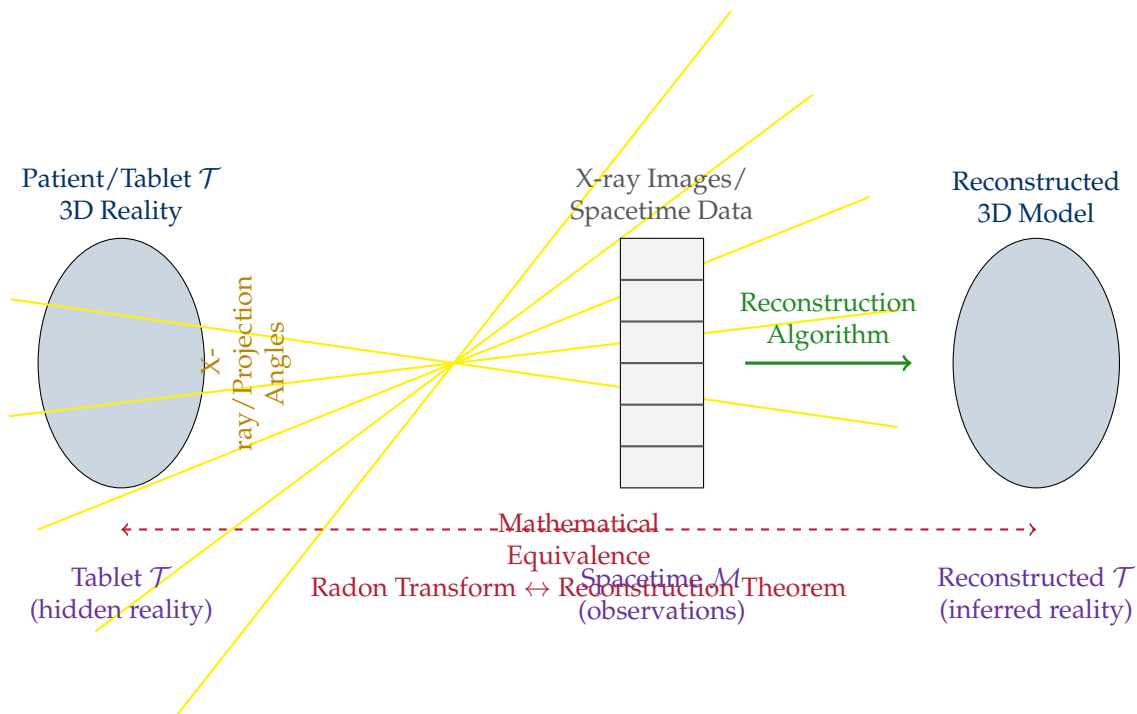 Patient/Tablet 𝒯
3D Reality
X-ray Images/
Spacetime Data
Reconstructed
3D Model
X-
ray/Projection
Angles
Reconstruction
Algorithm
Mathematical
Equivalence
Radon Transform ↔ Reconstruction Theorem
Tablet 𝒯
(hidden reality)
Spacetime ℳ
(observations)
Reconstructed 𝒯
(inferred reality)